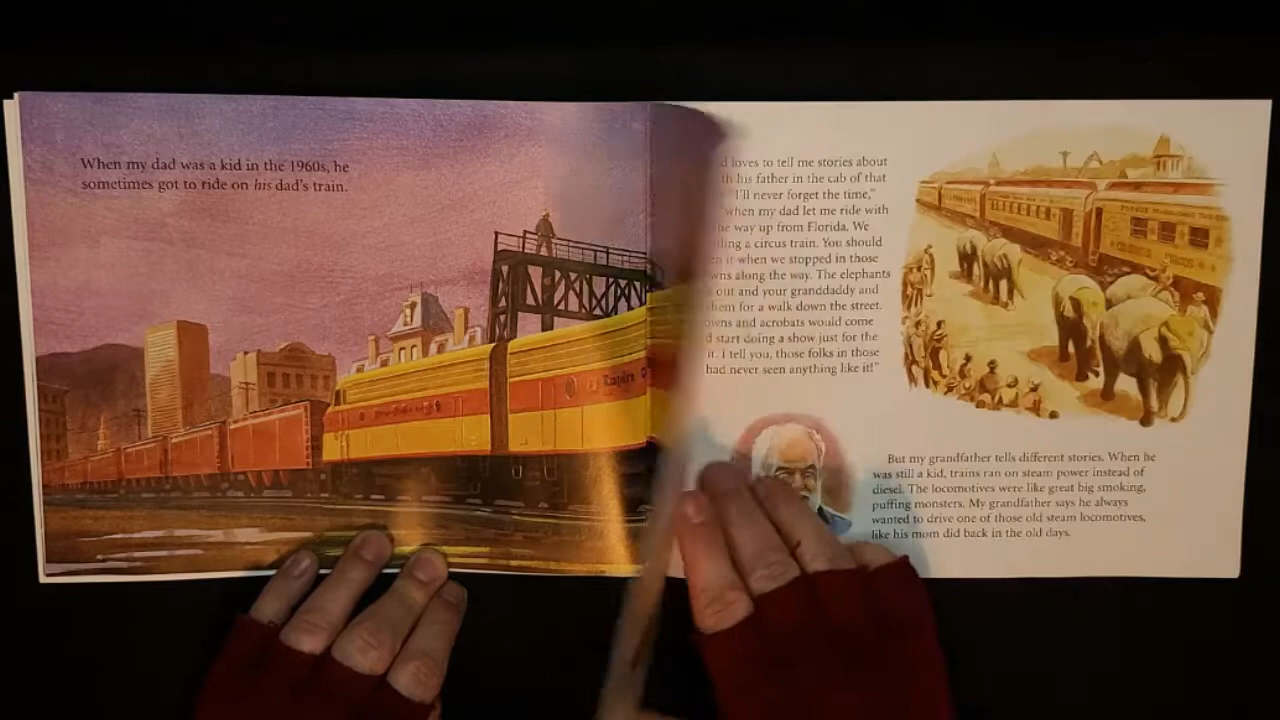 When my dad was a kid in the 1960s, he
sometimes got to ride on his dad's train.
Empire
loves to tell me stories about
his father in the cab of that
I'll never forget the time,"
"when my dad let me ride with
way up from Florida. We
a circus train. You should
it when we stopped in those
along the way. The elephants
out and your granddaddy and
for a walk down the street.
and acrobats would come
start doing a show just for the
it. I tell you, those folks in those
had never seen anything like it!"
But my grandfather tells different stories. When he
was still a kid, trains ran on steam power instead of
diesel. The locomotives were like great big smoking,
puffing monsters. My grandfather says he always
wanted to drive one of those old steam locomotives,
like his mom did back in the old days.